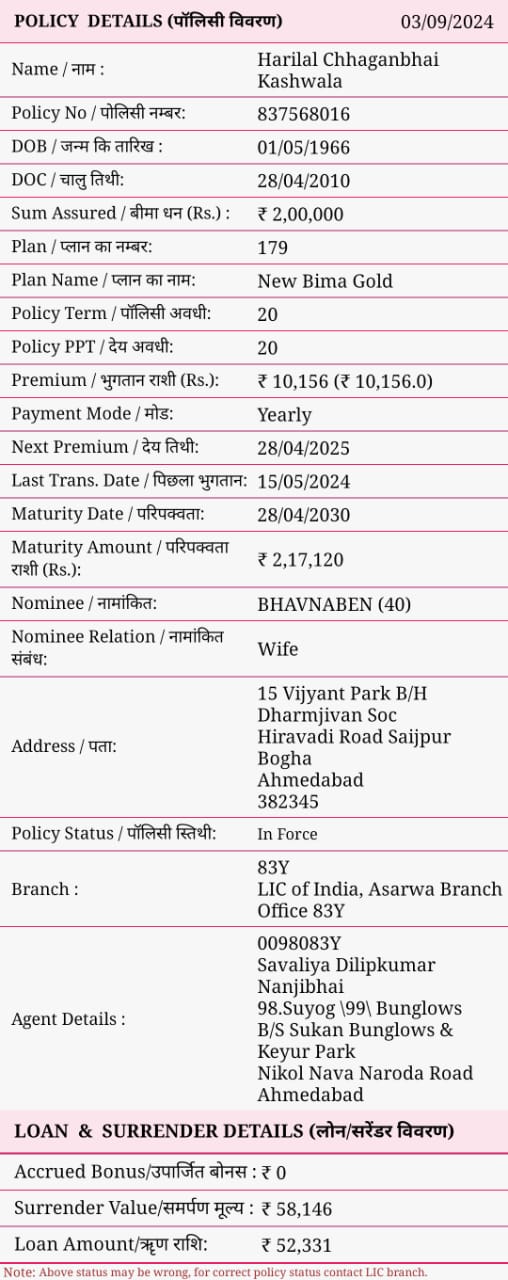 POLICY DETAILS (पॉलिसी विवरण) 03/09/2024
Name / नाम : Harilal Chhaganbhai
Kashwala
Policy No / पोलिसी नम्बर: 837568016
DOB / जन्म कि तारिख : 01/05/1966
DOC / चालु तिथी: 28/04/2010
Sum Assured / बीमा धन (Rs.) : ₹ 2,00,000
Plan / प्लान का नम्बर: 179
Plan Name / प्लान का नाम: New Bima Gold
Policy Term / पॉलिसी अवधी: 20
Policy PPT / देय अवधी: 20
Premium / भुगतान राशी (Rs.): ₹ 10,156 (₹ 10,156.0)
Payment Mode / मोड: Yearly
Next Premium / देय तिथी: 28/04/2025
Last Trans. Date / पिछला भुगतान: 15/05/2024
Maturity Date / परिपक्वता: 28/04/2030
Maturity Amount / परिपक्वता
राशी (Rs.): ₹ 2,17,120
Nominee / नामांकित: BHAVNABEN (40)
Nominee Relation / नामांकित
संबंध: Wife
Address / पता: 15 Vijyant Park B/H
Dharmjivan Soc
Hiravadi Road Saijpur
Bogha
Ahmedabad
382345
Policy Status / पॉलिसी स्तिथी: In Force
Branch : 83Y
LIC of India, Asarwa Branch
Office 83Y
Agent Details : 0098083Y
Savaliya Dilipkumar
Nanjibhai
98.Suyog \99\ Bunglows
B/S Sukan Bunglows &
Keyur Park
Nikol Nava Naroda Road
Ahmedabad
LOAN & SURRENDER DETAILS (लोन/सरेंडर विवरण)
Accrued Bonus/उपार्जित बोनस : ₹ 0
Surrender Value/समर्पण मूल्य : ₹ 58,146
Loan Amount/ऋण राशि: ₹ 52,331
Note: Above status may be wrong, for correct policy status contact LIC branch.